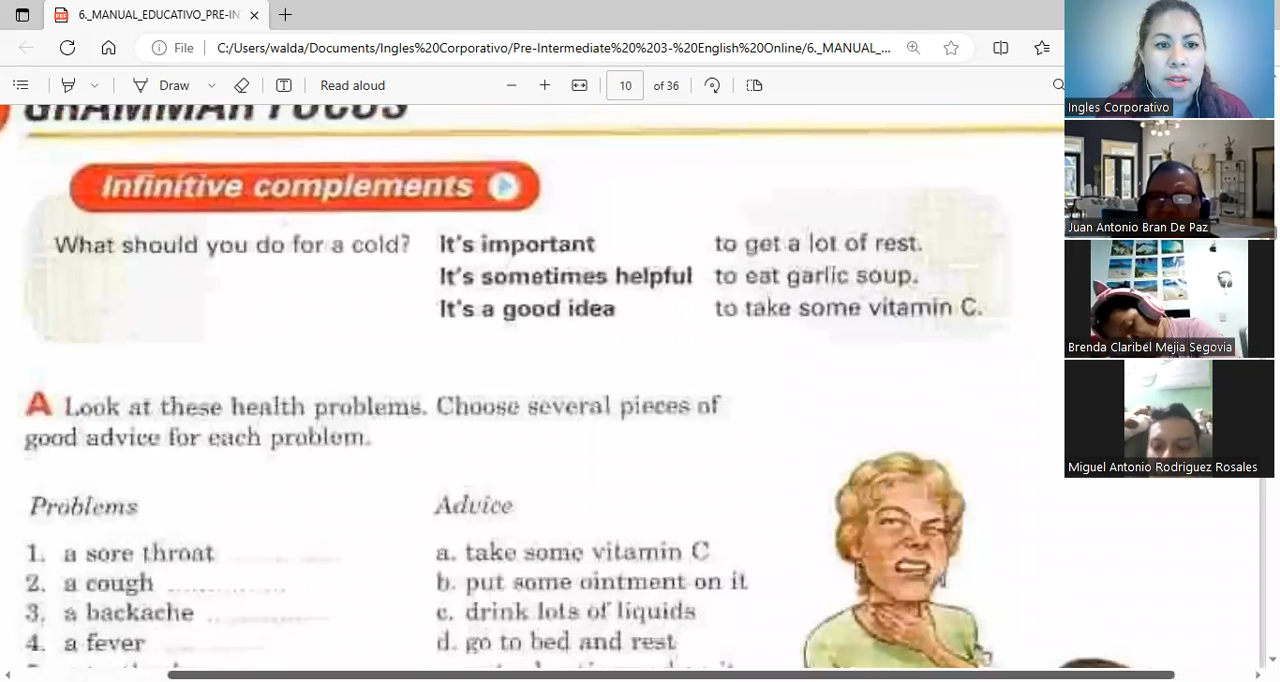 6._MANUAL_EDUCATIVO_PRE-IN
File C:/Users/walda/Documents/Ingles%20Corporativo/Pre-Intermediate%20%203-%20English%20Online/6._MANUAL_...
Draw Read aloud 10 of 36
GRAMMAR FOCUS
Infinitive complements
What should you do for a cold? It's important to get a lot of rest.
It's sometimes helpful to eat garlic soup.
It's a good idea to take some vitamin C.
A Look at these health problems. Choose several pieces of
good advice for each problem.
Problems Advice
1. a sore throat a. take some vitamin C
2. a cough b. put some ointment on it
3. a backache c. drink lots of liquids
4. a fever d. go to bed and rest
Ingles Corporativo
Juan Antonio Bran De Paz
Brenda Claribel Mejia Segovia
Miguel Antonio Rodriguez Rosales